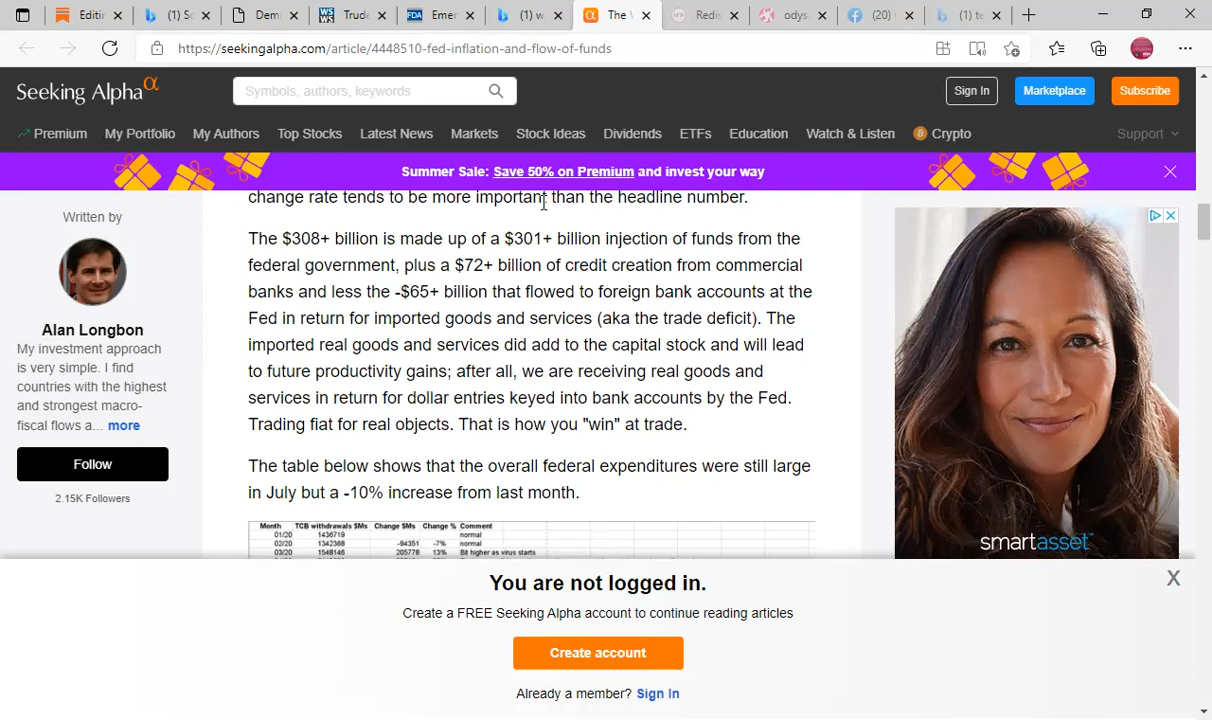 Editin
(1) Sc
Dem
WS
WS
Trude
FDA
Emer
(1) w
α
The \
Redis
odys
(20)
(1) te
https://seekingalpha.com/article/4448510-fed-inflation-and-flow-of-funds
Seeking Alpha α
Symbols, authors, keywords
Sign In
Marketplace
Subscribe
Premium
My Portfolio
My Authors
Top Stocks
Latest News
Markets
Stock Ideas
Dividends
ETFs
Education
Watch & Listen
Crypto
Support
Summer Sale: Save 50% on Premium and invest your way
Written by
Alan Longbon
My investment approach
is very simple. I find
countries with the highest
and strongest macro-
fiscal flows a... more
Follow
2.15K Followers
change rate tends to be more important than the headline number.
The $308+ billion is made up of a $301+ billion injection of funds from the
federal government, plus a $72+ billion of credit creation from commercial
banks and less the -$65+ billion that flowed to foreign bank accounts at the
Fed in return for imported goods and services (aka the trade deficit). The
imported real goods and services did add to the capital stock and will lead
to future productivity gains; after all, we are receiving real goods and
services in return for dollar entries keyed into bank accounts by the Fed.
Trading fiat for real objects. That is how you "win" at trade.
The table below shows that the overall federal expenditures were still large
in July but a -10% increase from last month.
Month TCB withdrawals $Ms Change $Ms Change % Comment
01/20 1436719 normal
02/20 1342368 -94351 -7% normal
03/20 1548146 205778 13% Bit higher as virus starts
smartasset
You are not logged in.
X
Create a FREE Seeking Alpha account to continue reading articles
Create account
Already a member? Sign In